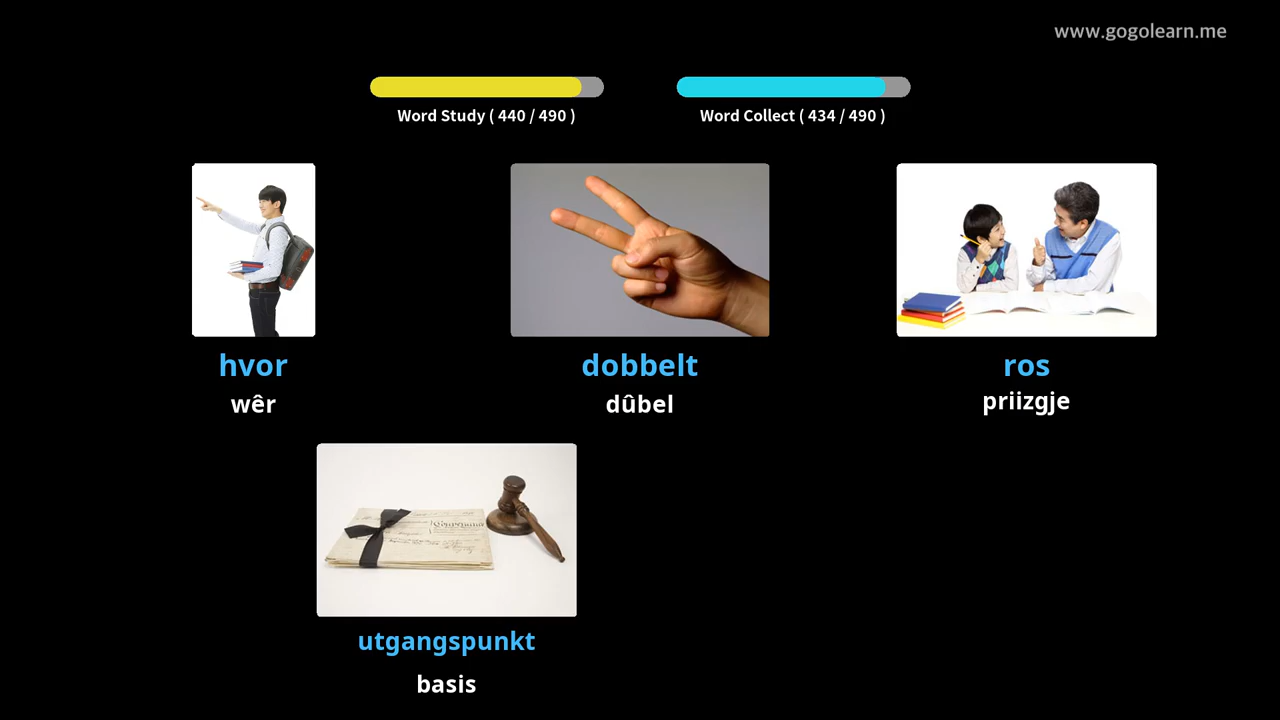 www.gogolearn.me
Word Study ( 440 / 490 )
Word Collect ( 434 / 490 )
hvor
dobbelt
ros
wêr
dûbel
priizgje
utgangspunkt
basis